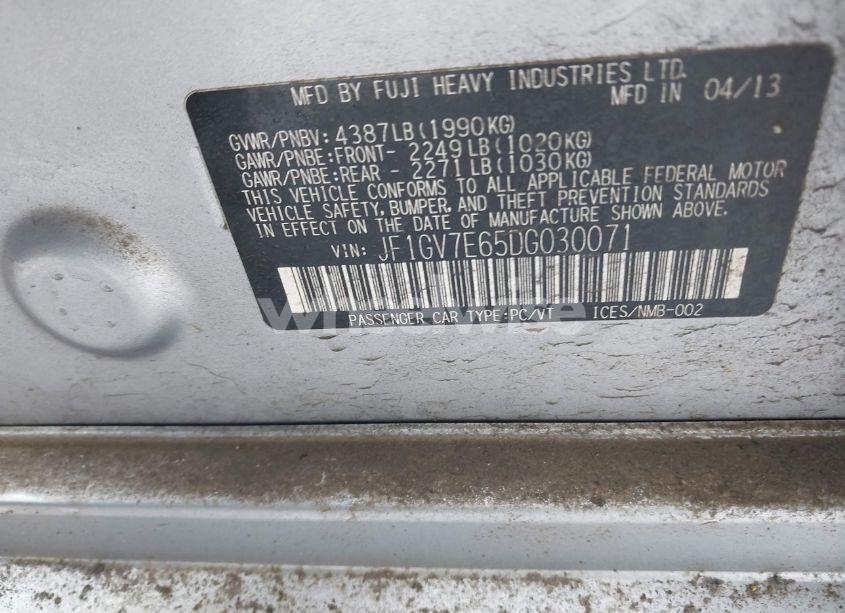 MFD BY FUJI HEAVY INDUSTRIES LTD.
MFD IN 04/13
GVWR/PNBV: 4387LB(1990KG)
GAWR/PNBE:FRONT- 2249LB(1020KG)
GAWR/PNBE:REAR - 2271LB(1030KG)
THIS VEHICLE CONFORMS TO ALL APPLICABLE FEDERAL MOTOR
VEHICLE SAFETY, BUMPER, AND THEFT PREVENTION STANDARDS
IN EFFECT ON THE DATE OF MANUFACTURE SHOWN ABOVE.
VIN: JF1GV7E65DG030071
PASSENGER CAR TYPE:PC/VT ICES/NMB-002